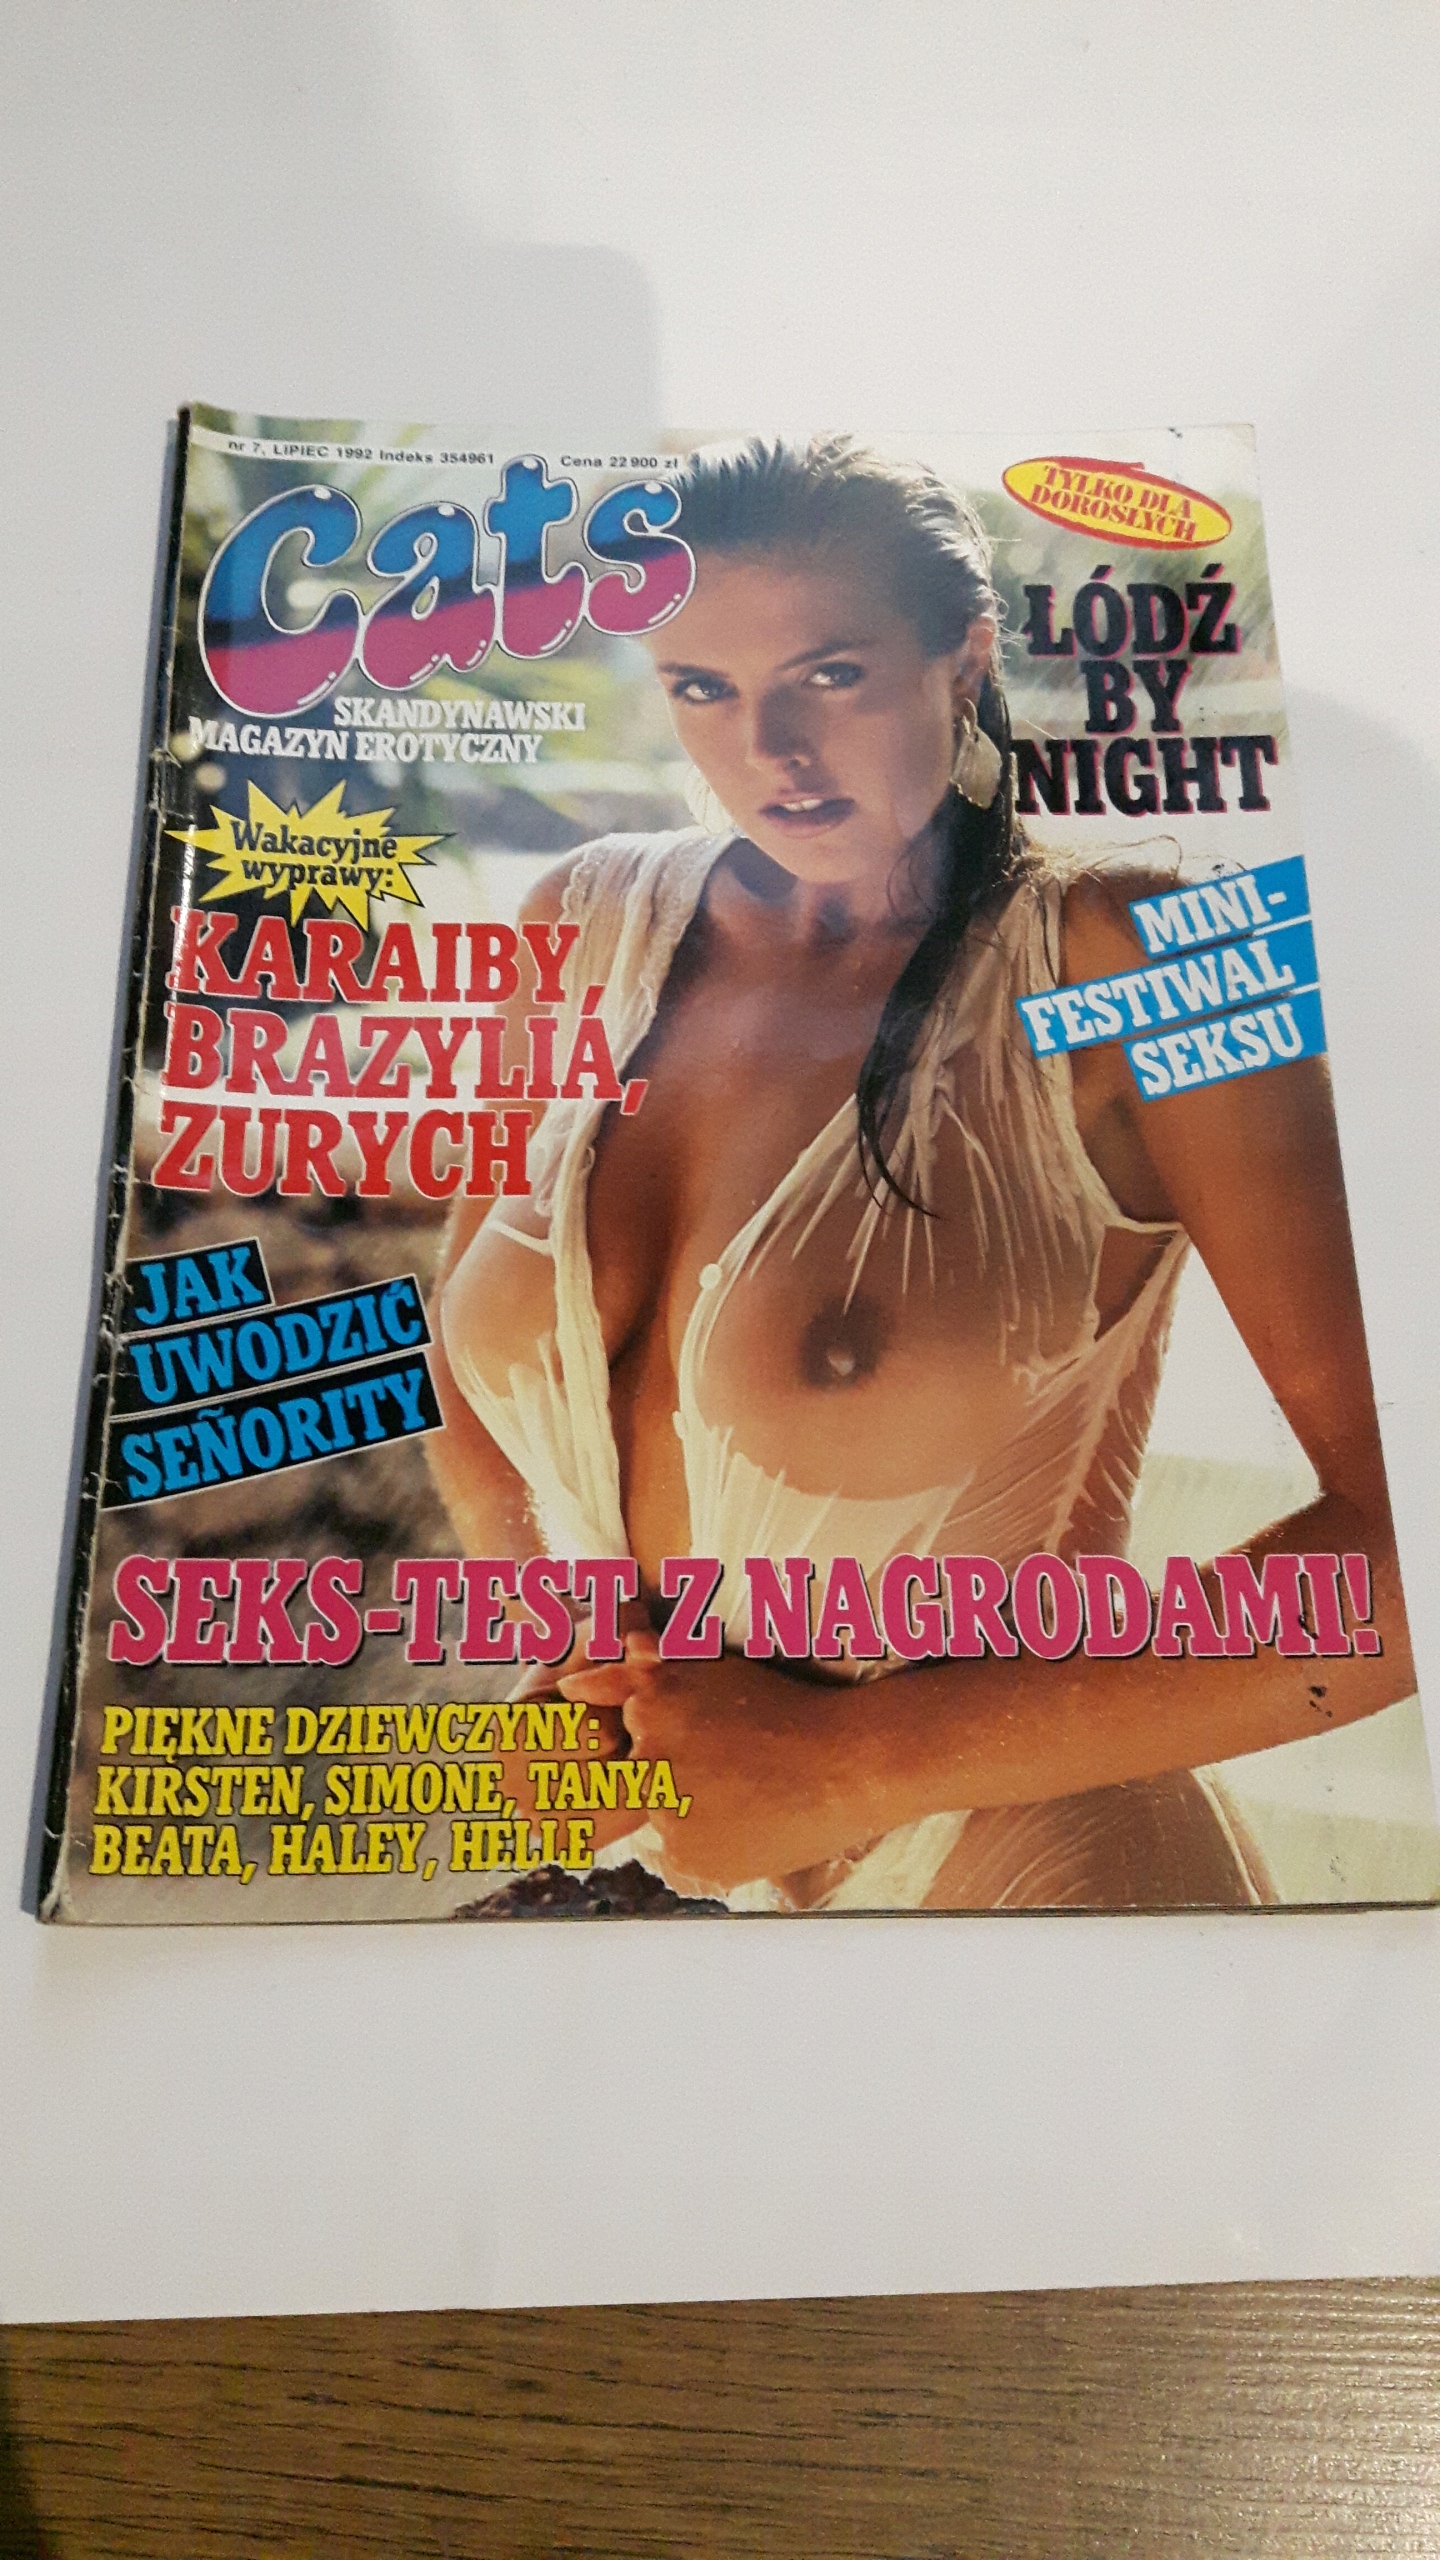 nr 7, LIPIEC 1992 Indeks 354961
Cena 22 900 zł
Cats
SKANDYNAWSKI
MAGAZYN EROTYCZNY
TYLKO DLA
DOROSŁYCH
ŁÓDŹ
BY
NIGHT
Wakacyjne
wyprawy:
KARAIBY,
BRAZYLIA,
ZURYCH
MINI-
FESTIWAL
SEKSU
JAK
UWODZIĆ
SEÑORITY
SEKS-TEST Z NAGRODAMI!
PIĘKNE DZIEWCZYNY:
KIRSTEN, SIMONE, TANYA,
BEATA, HALEY, HELLE